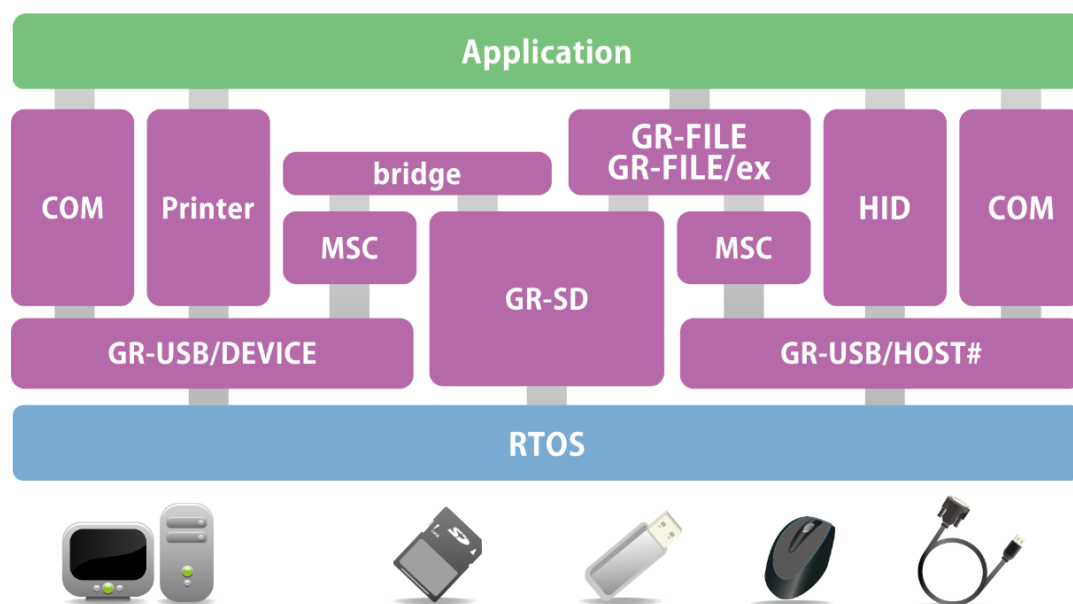 Application
COM
Printer
bridge
GR-FILE
GR-FILE/ex
HID
COM
MSC
GR-SD
MSC
GR-USB/DEVICE
GR-USB/HOST#
RTOS